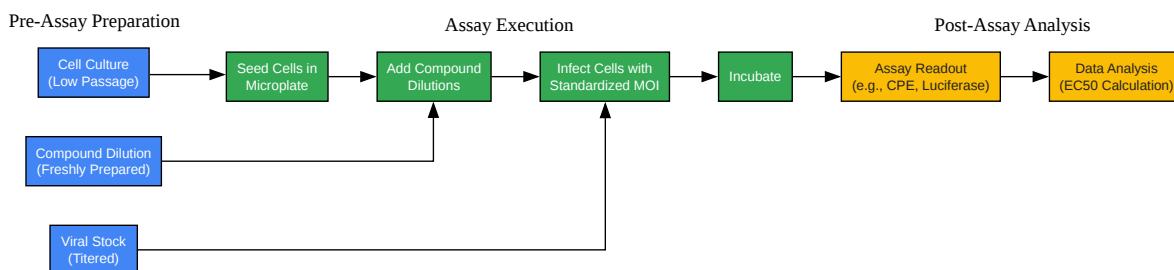 Pre-Assay Preparation
Assay Execution
Post-Assay Analysis
Cell Culture
(Low Passage)
Seed Cells in
Microplate
Add Compound
Dilutions
Infect Cells with
Standardized MOI
Incubate
Assay Readout
(e.g., CPE, Luciferase)
Data Analysis
(EC50 Calculation)
Compound Dilution
(Freshly Prepared)
Viral Stock
(Titered)